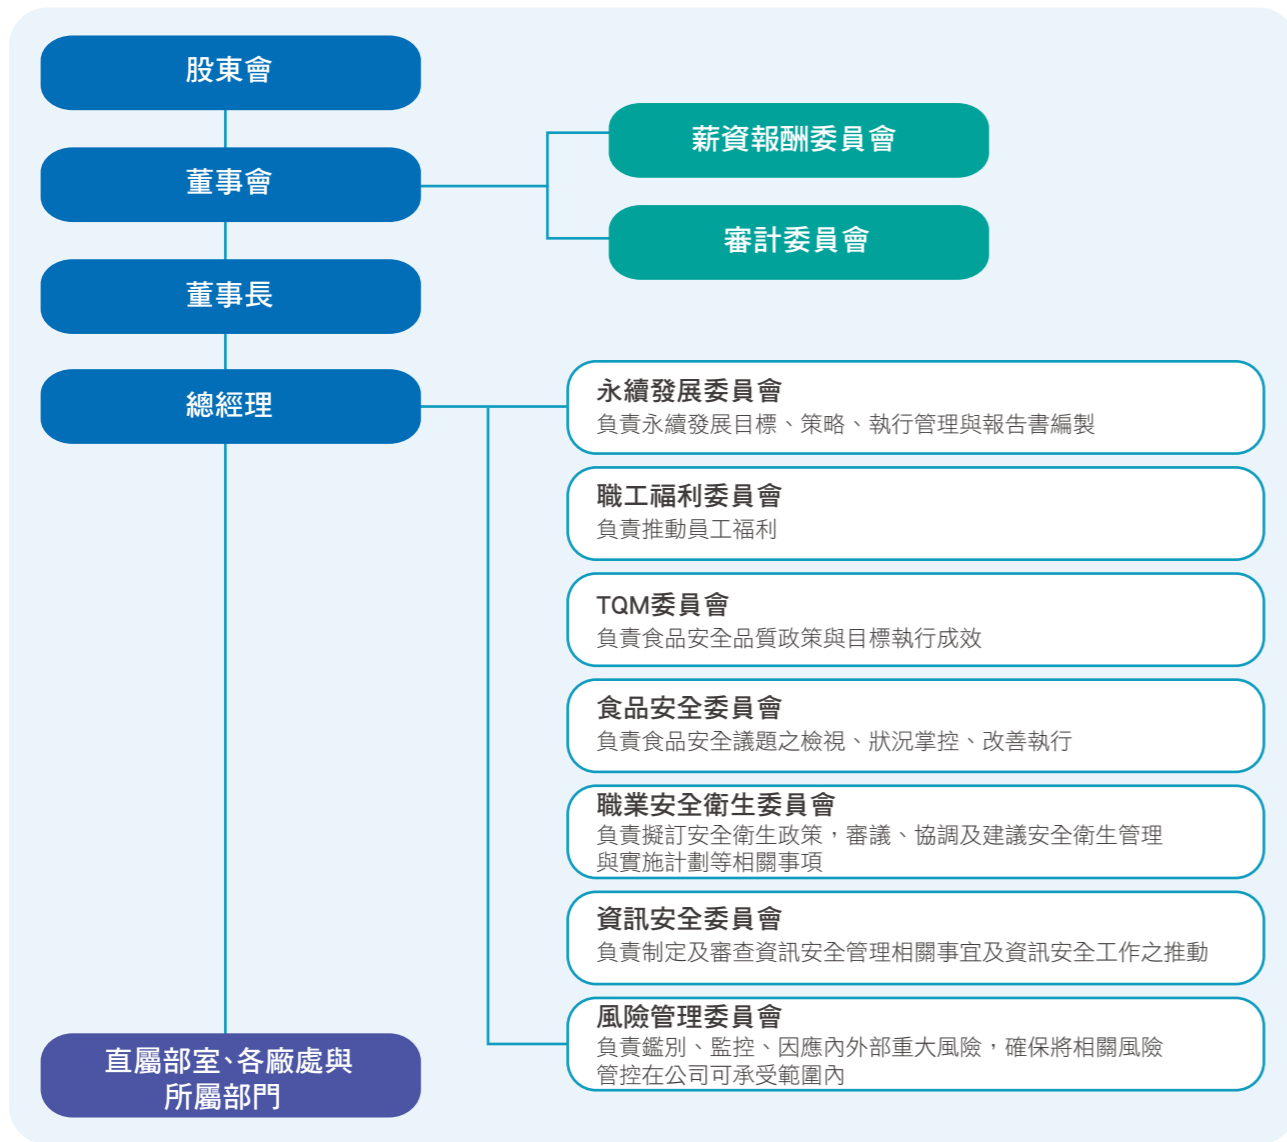 股東會
董事會
薪資報酬委員會
審計委員會
董事長
總經理
永續發展委員會
負責永續發展目標、策略、執行管理與報告書編製
職工福利委員會
負責推動員工福利
TQM委員會
負責食品安全品質政策與目標執行成效
食品安全委員會
負責食品安全議題之檢視、狀況掌控、改善執行
職業安全衛生委員會
負責擬訂安全衛生政策，審議、協調及建議安全衛生管理
與實施計劃等相關事項
資訊安全委員會
負責制定及審查資訊安全管理相關事宜及資訊安全工作之推動
風險管理委員會
負責鑑別、監控、因應內外部重大風險，確保將相關風險
管控在公司可承受範圍內
直屬部室、各廠處與
所屬部門